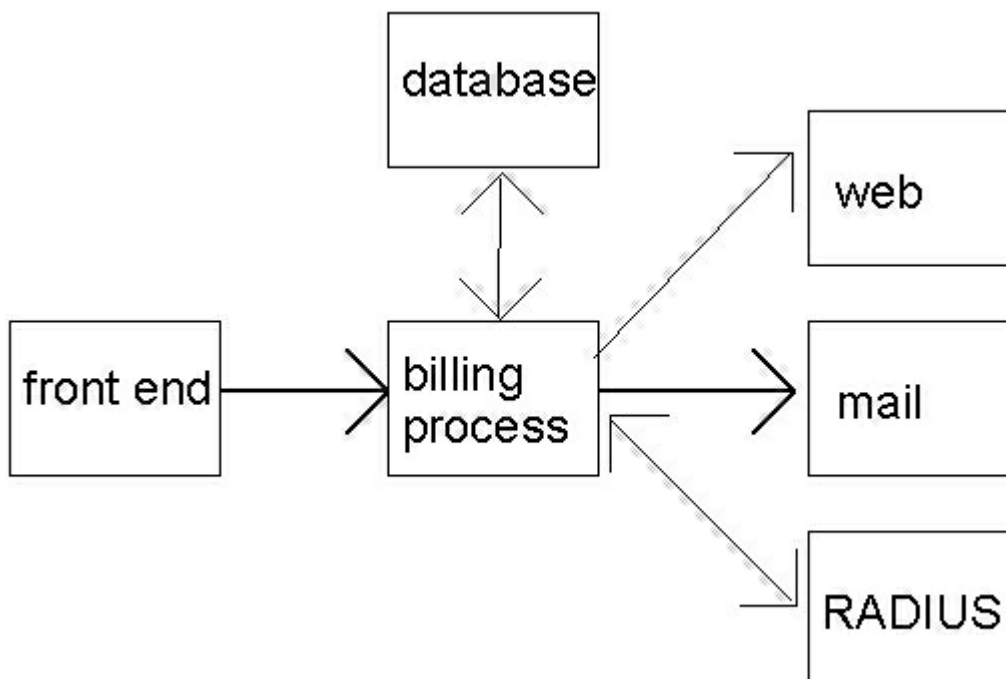 database
web
front end
billing
process
mail
RADIUS